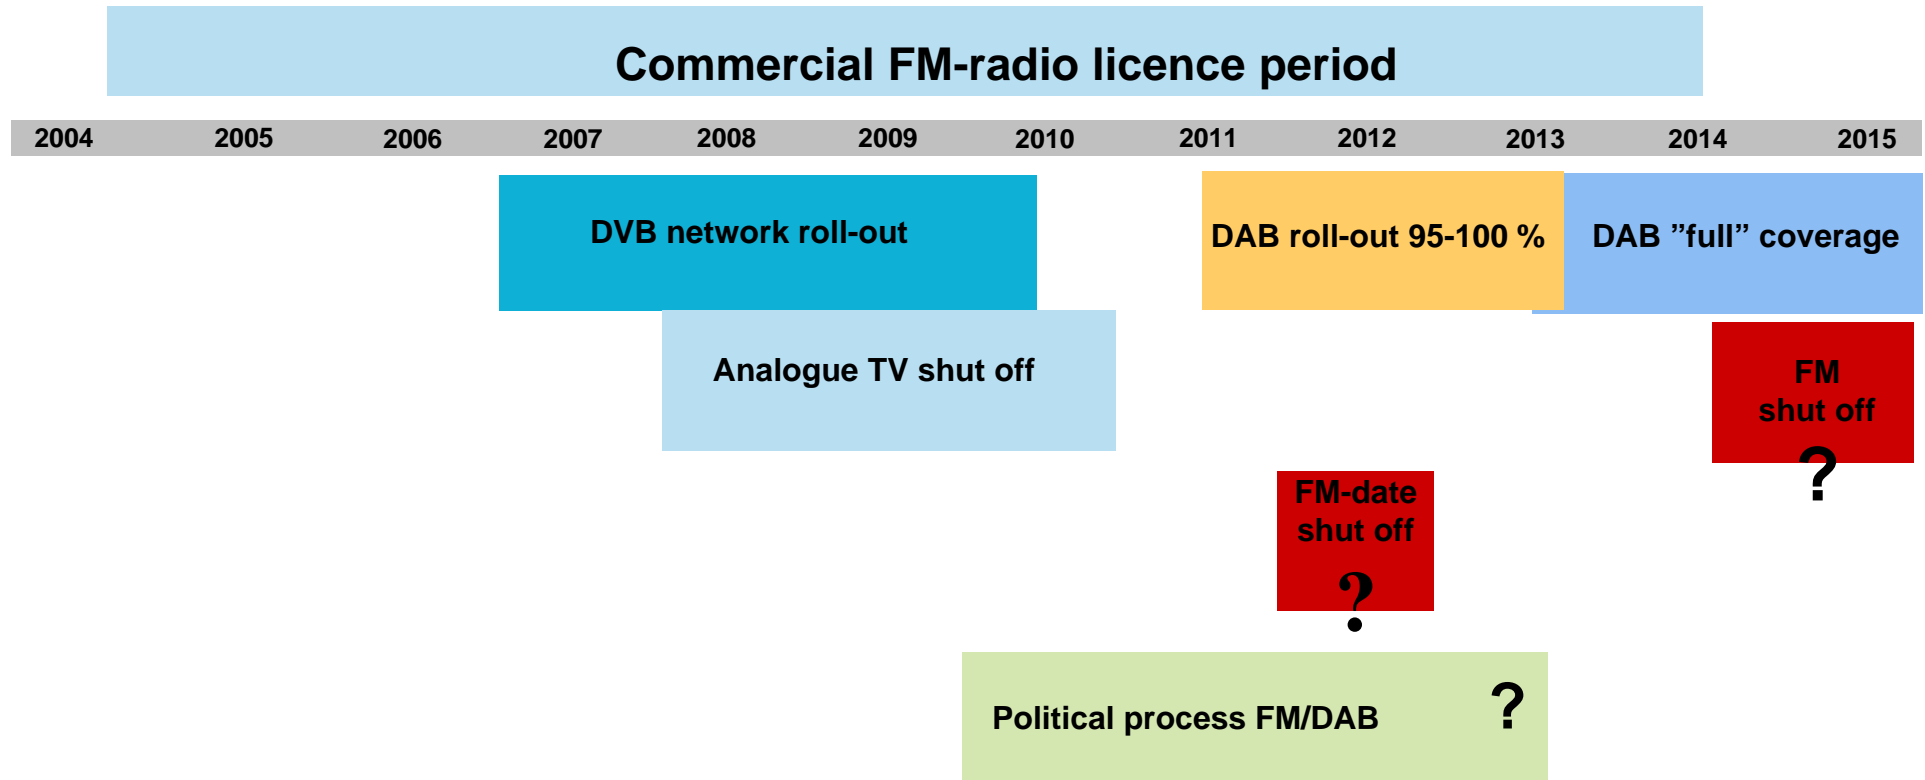 Commercial FM-radio licence period
2004 2005 2006 2007 2008 2009 2010 2011 2012 2013 2014 2015
DVB network roll-out
DAB roll-out 95-100 %
DAB ”full” coverage
Analogue TV shut off
FM
shut off
?
FM-date
shut off
?
Political process FM/DAB ?